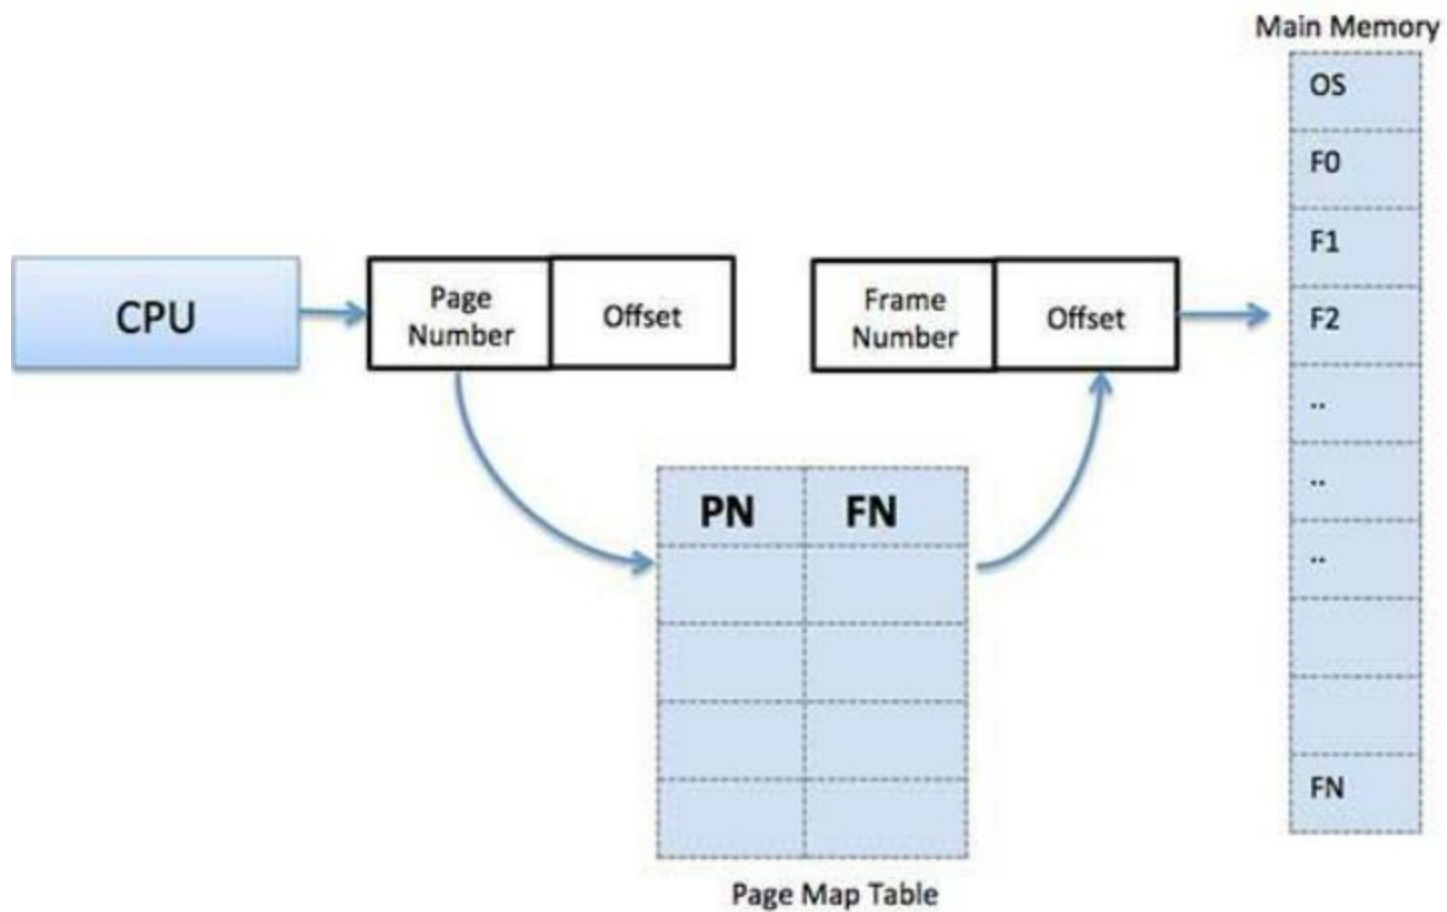 Main Memory
OS
F0
F1
F2
..
..
..
FN
CPU
Page
Number
Offset
Frame
Number
Offset
PN FN
Page Map Table